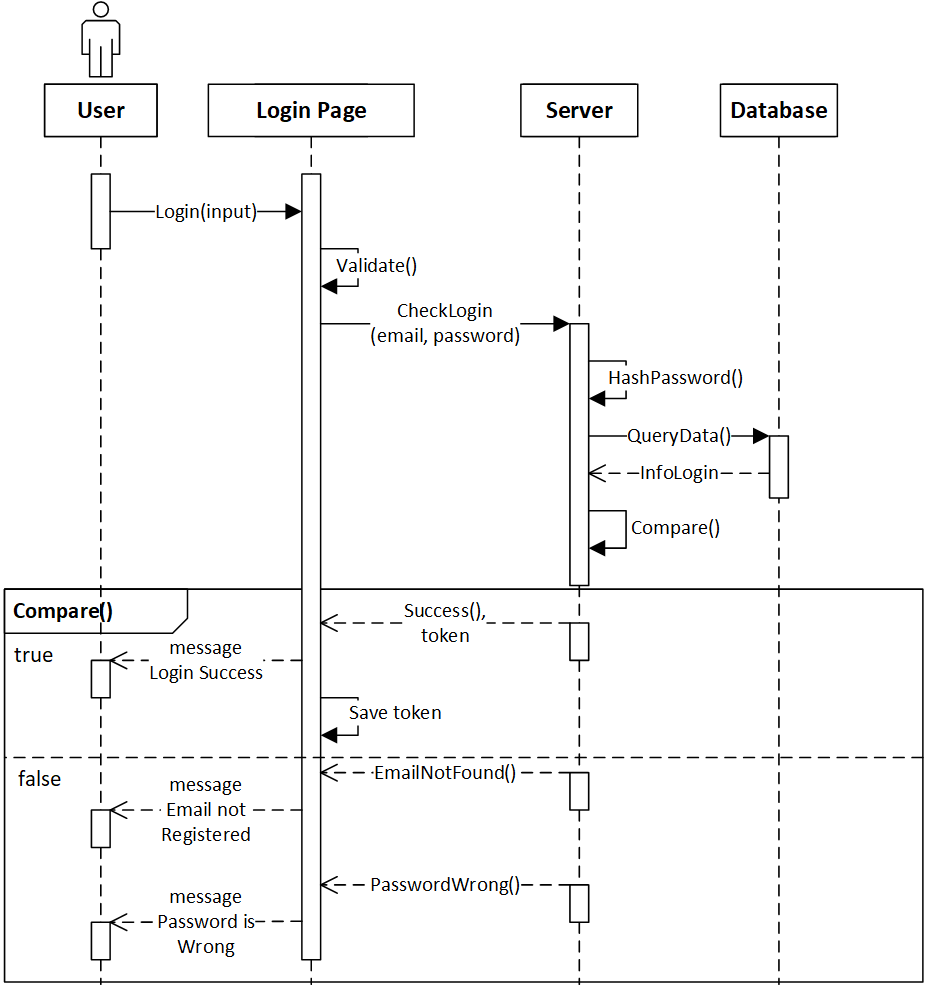 User
Login Page
Server
Database
Login(input)
Validate()
CheckLogin
(email, password)
HashPassword()
QueryData()
InfoLogin
Compare()
Compare()
true
Success(),
token
message
Login Success
Save token
false
EmailNotFound()
message
Email not
Registered
PasswordWrong()
message
Password is
Wrong